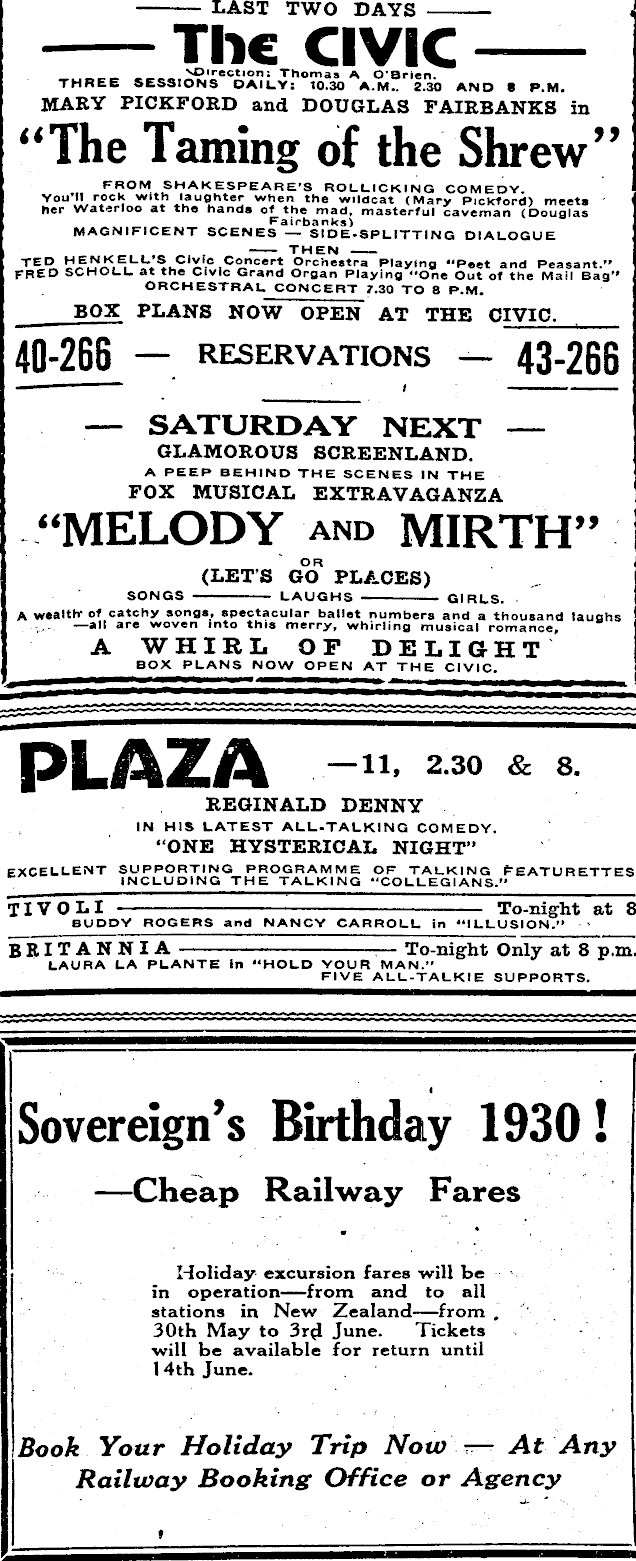 LAST TWO DAYS
The CIVIC
Direction: Thomas A O'Brien.
THREE SESSIONS DAILY: 10.30 A.M.. 2.30 AND 8 P.M.
MARY PICKFORD and DOUGLAS FAIRBANKS in
"The Taming of the Shrew"
FROM SHAKESPEARE'S ROLLICKING COMEDY.
You'll rock with laughter when the wildcat (Mary Pickford) meets
her Waterloo at the hands of the mad, masterful caveman (Douglas
Fairbanks)
MAGNIFICENT SCENES — SIDE-SPLITTING DIALOGUE
— THEN —
TED HENKELL'S Civic Concert Orchestra Playing "Peet and Peasant."
FRED SCHOLL at the Civic Grand Organ Playing "One Out of the Mail Bag"
ORCHESTRAL CONCERT 7.30 TO 8 P.M.
BOX PLANS NOW OPEN AT THE CIVIC.
40-266 — RESERVATIONS — 43-266
— SATURDAY NEXT —
GLAMOROUS SCREENLAND.
A PEEP BEHIND THE SCENES IN THE
FOX MUSICAL EXTRAVAGANZA
"MELODY AND MIRTH"
OR
(LET'S GO PLACES)
SONGS — LAUGHS — GIRLS.
A wealth of catchy songs, spectacular ballet numbers and a thousand laughs
—all are woven into this merry, whirling musical romance,
A WHIRL OF DELIGHT
BOX PLANS NOW OPEN AT THE CIVIC.
PLAZA —11, 2.30 & 8.
REGINALD DENNY
IN HIS LATEST ALL-TALKING COMEDY.
"ONE HYSTERICAL NIGHT"
EXCELLENT SUPPORTING PROGRAMME OF TALKING FEATURETTES
INCLUDING THE TALKING "COLLEGIANS."
TIVOLI — To-night at 8
BUDDY ROGERS and NANCY CARROLL in "ILLUSION."
BRITANNIA — To-night Only at 8 p.m.
LAURA LA PLANTE in "HOLD YOUR MAN."
FIVE ALL-TALKIE SUPPORTS.
Sovereign's Birthday 1930!
—Cheap Railway Fares
Holiday excursion fares will be
in operation—from and to all
stations in New Zealand—from
30th May to 3rd June. Tickets
will be available for return until
14th June.
Book Your Holiday Trip Now — At Any
Railway Booking Office or Agency